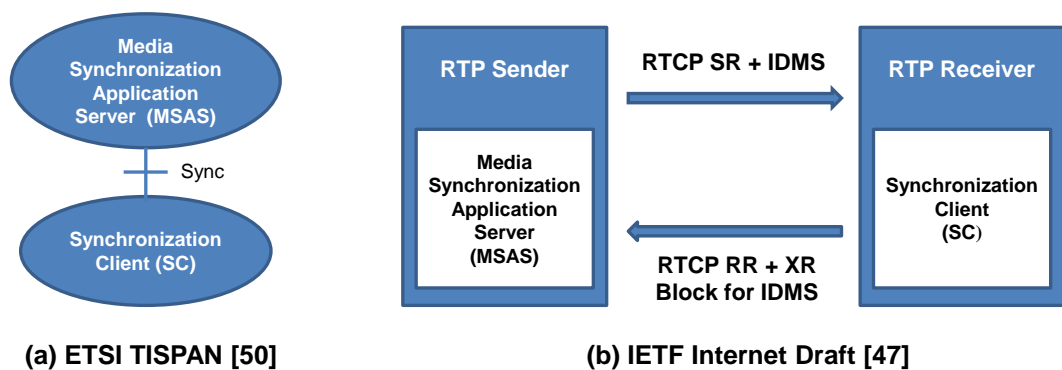 Media
Synchronization
Application
Server (MSAS)
Sync
Synchronization
Client (SC)
(a) ETSI TISPAN [50]
RTP Sender
Media
Synchronization
Application
Server
(MSAS)
RTCP SR + IDMS
RTCP RR + XR
Block for IDMS
RTP Receiver
Synchronization
Client
(SC)
(b) IETF Internet Draft [47]